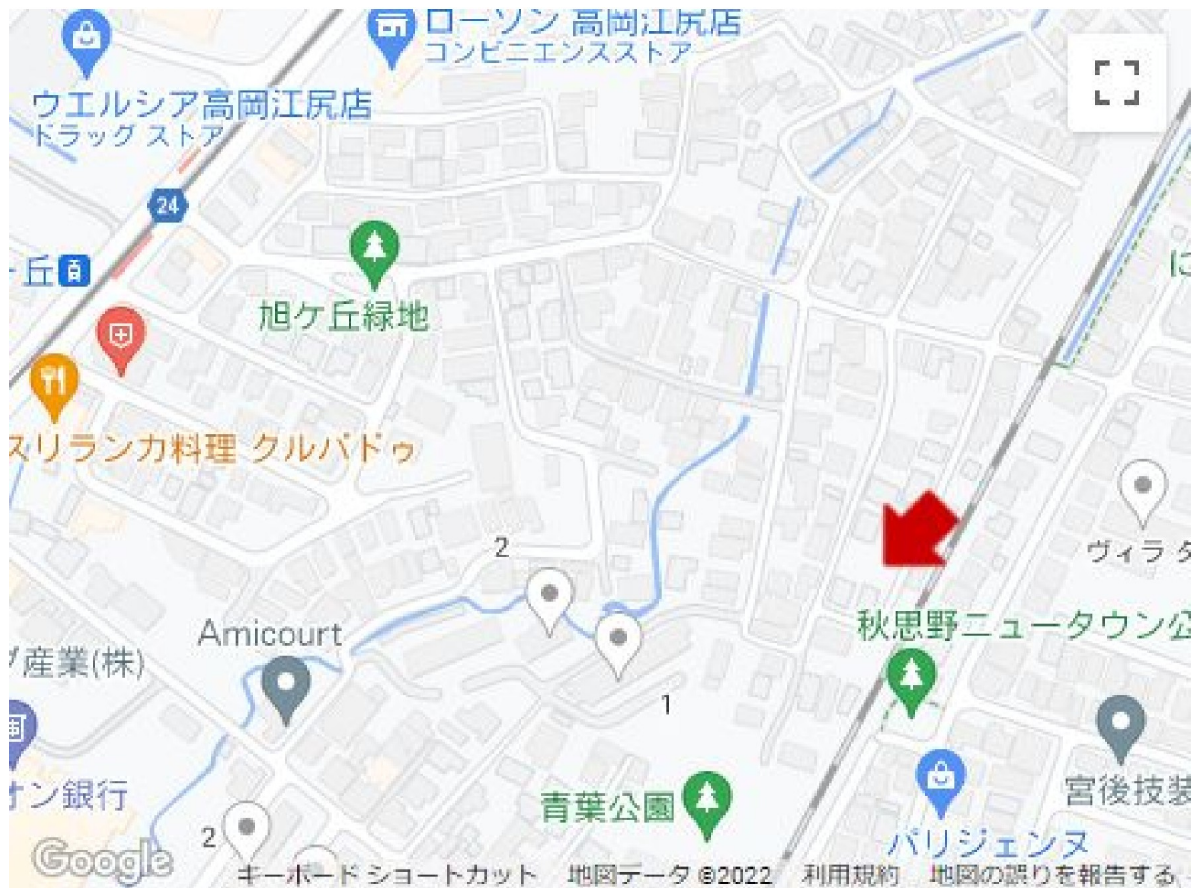 ローソン 高岡江尻店
コンビニエンスストア
ウエルシア高岡江尻店
ドラッグ ストア
24
丘
旭ケ丘緑地
スリランカ料理 クルパドゥ
2
ヴィラ
秋思野ニュータウン公
Amicourt
産業(株)
1
オン銀行
青葉公園
宮後技装
パリジェンヌ
2
Google
キーボード ショートカット 地図データ ©2022 利用規約 地図の誤りを報告する